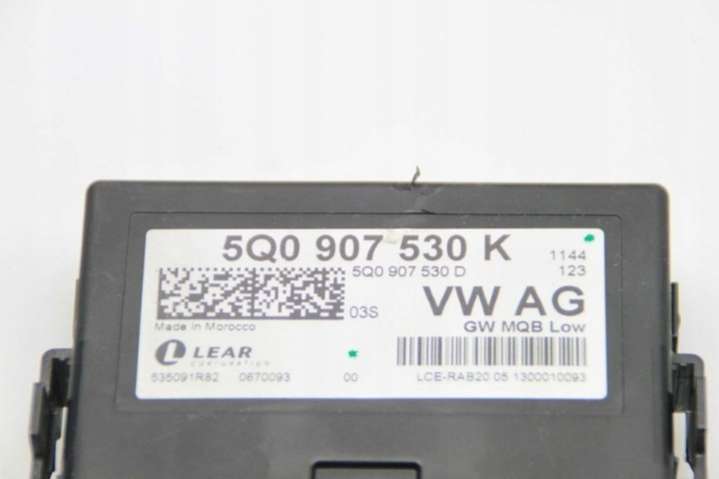 5Q0 907 530 K
1144
5Q0 907 530 D
123
03S
VW AG
Made in Morocco
GW MQB Low
LEAR
CORPORATION
535091R82 0670093 00
LCE-RAB20.05 1300010093